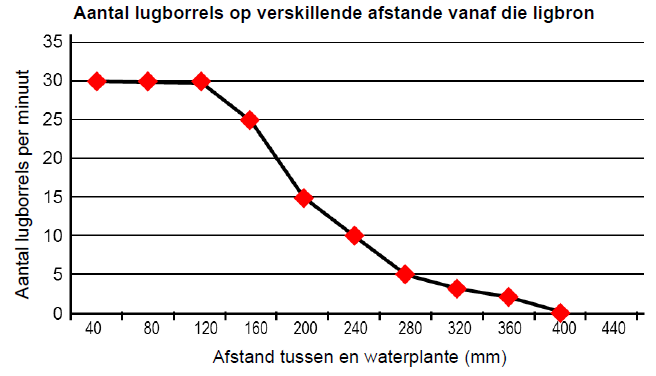 Aantal lugborrels op verskillende afstande vanaf die ligbron
Aantal lugborrels per minuut
35
30
25
20
15
10
5
0
40 80 120 160 200 240 280 320 360 400 440
Afstand tussen en waterplante (mm)